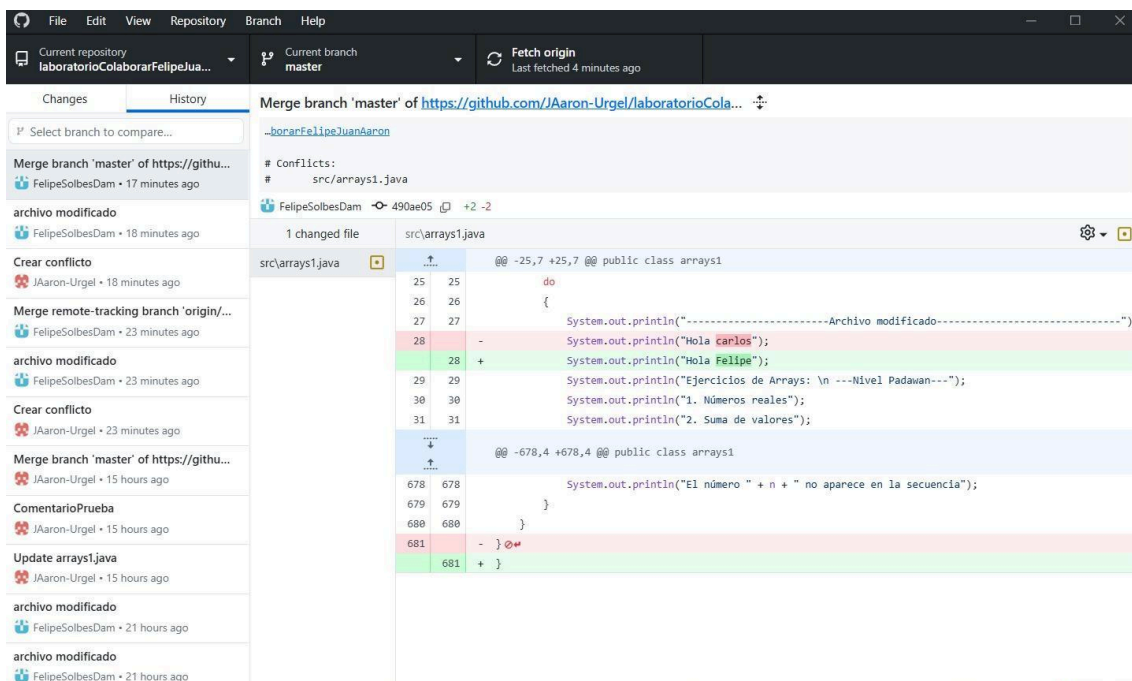 File Edit View Repository Branch Help
Current repository
laboratorioColaborarFelipeJua...
Current branch
master
Fetch origin
Last fetched 4 minutes ago
Changes History
Select branch to compare...
Merge branch 'master' of https://githu...
FelipeSolbesDam • 17 minutes ago
archivo modificado
FelipeSolbesDam • 18 minutes ago
Crear conflicto
JAaron-Urgel • 18 minutes ago
Merge remote-tracking branch 'origin/...
FelipeSolbesDam • 23 minutes ago
archivo modificado
FelipeSolbesDam • 23 minutes ago
Crear conflicto
JAaron-Urgel • 23 minutes ago
Merge branch 'master' of https://githu...
JAaron-Urgel • 15 hours ago
ComentarioPrueba
JAaron-Urgel • 15 hours ago
Update arrays1.java
JAaron-Urgel • 15 hours ago
archivo modificado
FelipeSolbesDam • 21 hours ago
archivo modificado
FelipeSolbesDam • 21 hours ago
Merge branch 'master' of https://github.com/JAaron-Urgel/laboratorioCola...
…borarFelipeJuanAaron
# Conflicts:
# src/arrays1.java
FelipeSolbesDam 490ae05 +2 -2
1 changed file
src\arrays1.java
src\arrays1.java
@@ -25,7 +25,7 @@ public class arrays1
25 25 do
26 26 {
27 27 System.out.println("-----------------------Archivo modificado------------------------------")
28 - System.out.println("Hola carlos");
28 + System.out.println("Hola Felipe");
29 29 System.out.println("Ejercicios de Arrays: \n ---Nivel Padawan---");
30 30 System.out.println("1. Números reales");
31 31 System.out.println("2. Suma de valores");
@@ -678,4 +678,4 @@ public class arrays1
678 678 System.out.println("El número " + n + " no aparece en la secuencia");
679 679 }
680 680 }
681 - }
681 + }